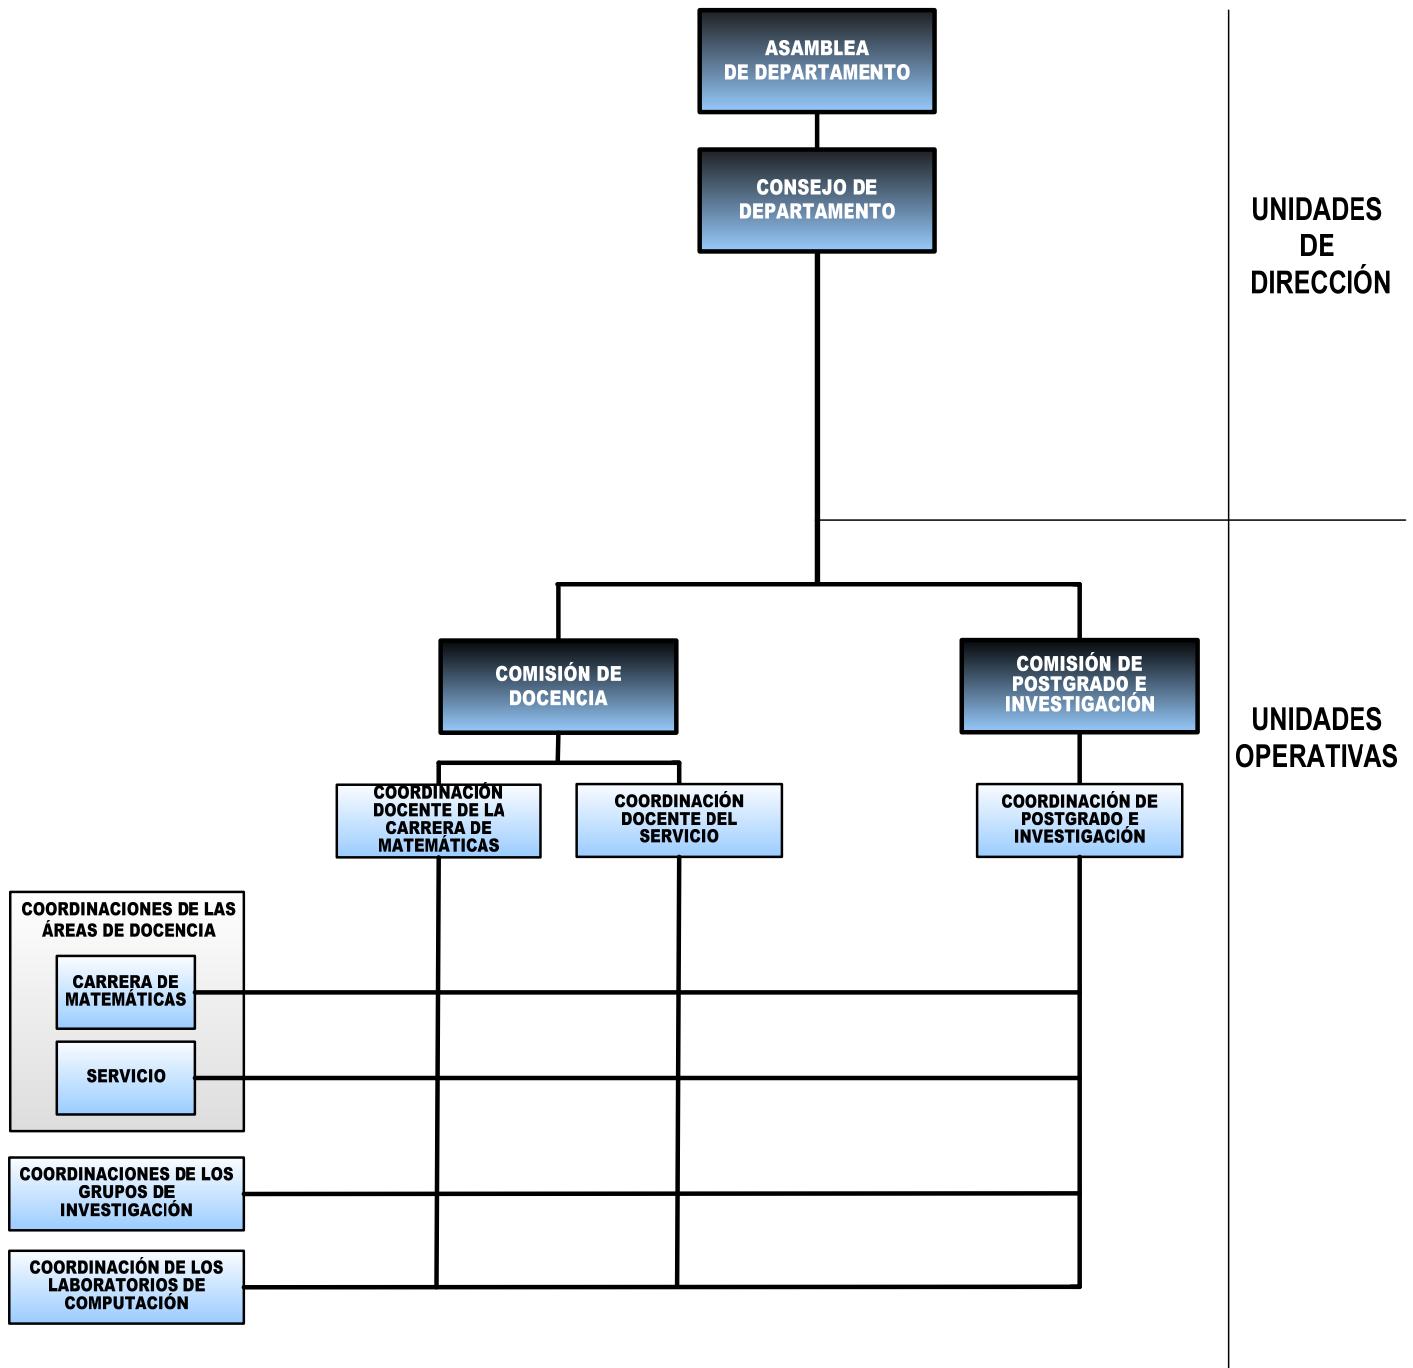 ASAMBLEA
DE DEPARTAMENTO
CONSEJO DE
DEPARTAMENTO
UNIDADES
DE
DIRECCIÓN
COMISIÓN DE
DOCENCIA
COMISIÓN DE
POSTGRADO E
INVESTIGACIÓN
UNIDADES
OPERATIVAS
COORDINACIÓN
DOCENTE DE LA
CARRERA DE
MATEMÁTICAS
COORDINACIÓN
DOCENTE DEL
SERVICIO
COORDINACIÓN DE
POSTGRADO E
INVESTIGACIÓN
COORDINACIONES DE LAS
ÁREAS DE DOCENCIA
CARRERA DE
MATEMÁTICAS
SERVICIO
COORDINACIONES DE LOS
GRUPOS DE
INVESTIGACIÓN
COORDINACIÓN DE LOS
LABORATORIOS DE
COMPUTACIÓN